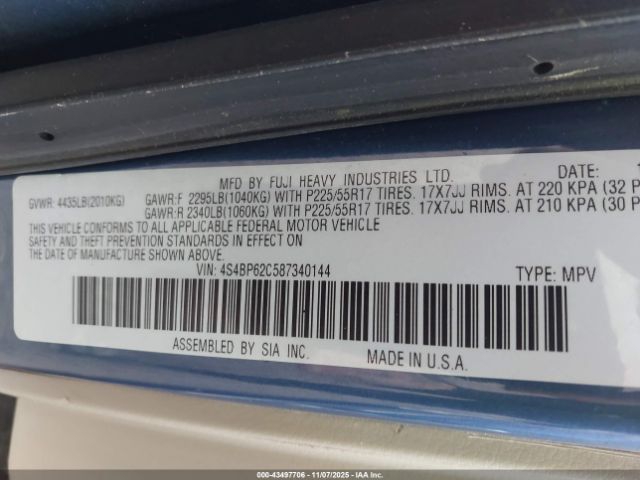 MFD BY FUJI HEAVY INDUSTRIES LTD. DATE: 1
GVWR: 4435LB(2010KG) GAWR:F 2295LB(1040KG) WITH P225/55R17 TIRES. 17X7JJ RIMS. AT 220 KPA (32 P
GAWR:R 2340LB(1060KG) WITH P225/55R17 TIRES. 17X7JJ RIMS. AT 210 KPA (30 P
THIS VEHICLE CONFORMS TO ALL APPLICABLE FEDERAL MOTOR VEHICLE
SAFETY AND THEFT PREVENTION STANDARDS IN EFFECT ON
THE DATE OF MANUFACTURE SHOWN ABOVE.
VIN: 4S4BP62C587340144 TYPE: MPV
ASSEMBLED BY SIA INC. MADE IN U.S.A.
000-43497706 - 11/07/2025 - IAAI.COM